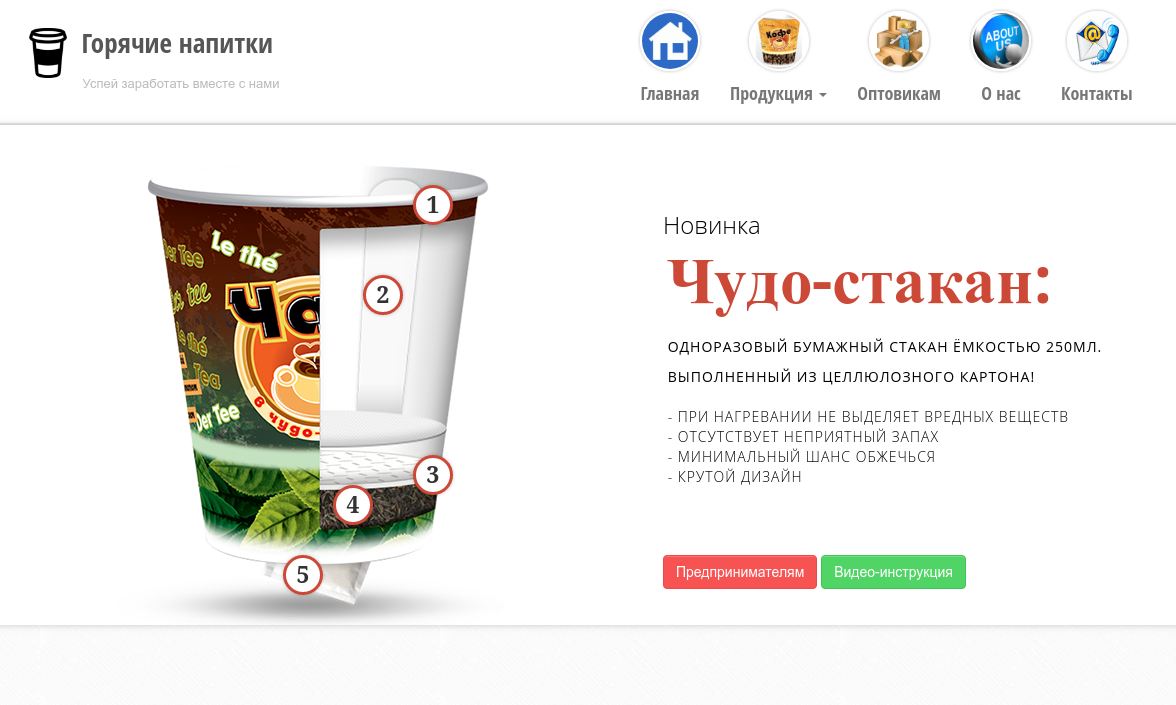 Горячие напитки
Успей заработать вместе с нами
Кофе
ABOUT
US
@
Главная
Продукция
Оптовикам
О нас
Контакты
1
2
3
4
5
Le thé
Der Tee
tee
Le thé
Tea
Der Tee
Ча
в чудо-
Новинка
Чудо-стакан:
ОДНОРАЗОВЫЙ БУМАЖНЫЙ СТАКАН ЁМКОСТЬЮ 250МЛ.
ВЫПОЛНЕННЫЙ ИЗ ЦЕЛЛЮЛОЗНОГО КАРТОНА!
- ПРИ НАГРЕВАНИИ НЕ ВЫДЕЛЯЕТ ВРЕДНЫХ ВЕЩЕСТВ
- ОТСУТСТВУЕТ НЕПРИЯТНЫЙ ЗАПАХ
- МИНИМАЛЬНЫЙ ШАНС ОБЖЕЧЬСЯ
- КРУТОЙ ДИЗАЙН
Предпринимателям
Видео-инструкция